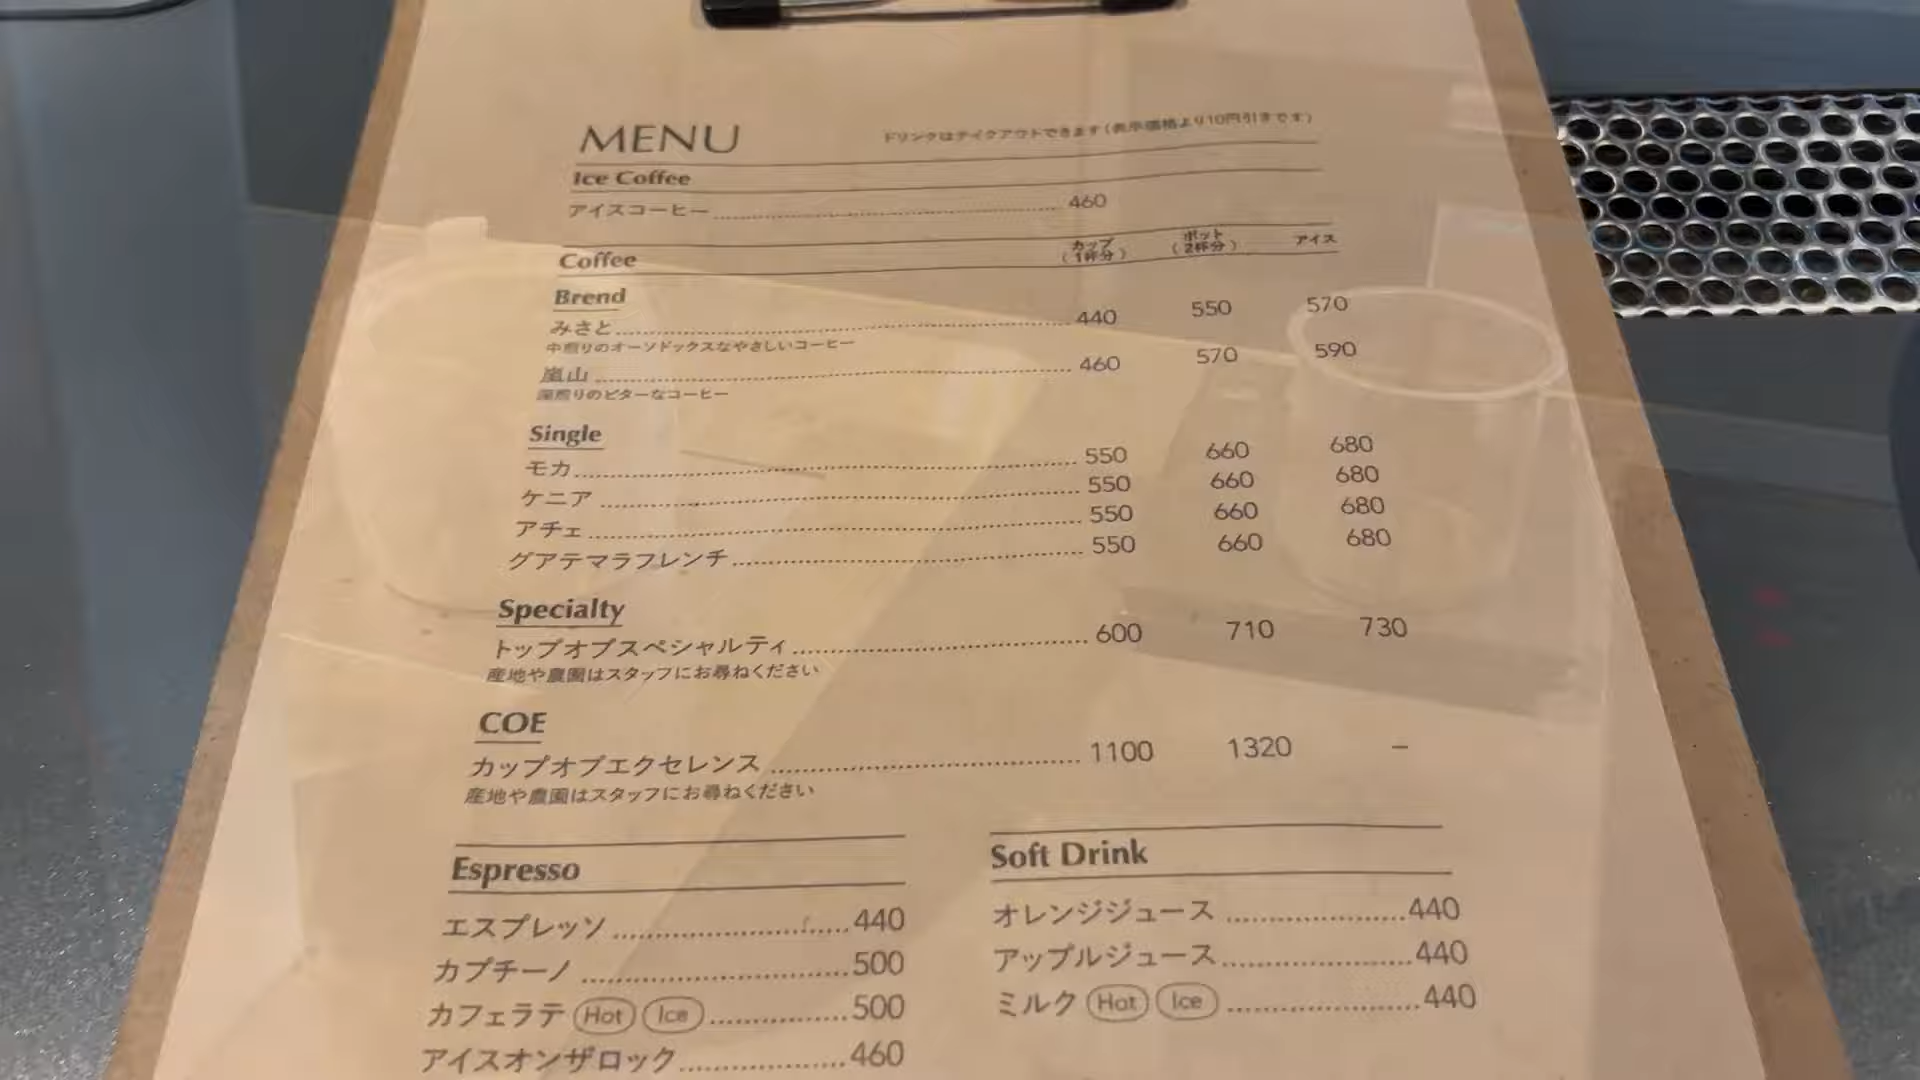 MENU ドリンクはテイクアウトできます(表示価格より10円引きです)
Ice Coffee
アイスコーヒー 460
Coffee カップ(1杯分) ポット(2杯分) アイス
Brend
みさと 440 550 570
中煎りのオーソドックスなやさしいコーヒー
嵐山 460 570 590
深煎りのビターなコーヒー
Single
モカ 550 660 680
ケニア 550 660 680
アチェ 550 660 680
グアテマラフレンチ 550 660 680
Specialty
トップオブスペシャルティ 600 710 730
産地や農園はスタッフにお尋ねください
COE
カップオブエクセレンス 1100 1320 –
産地や農園はスタッフにお尋ねください
Espresso
エスプレッソ 440
カプチーノ 500
カフェラテ Hot Ice 500
アイスオンザロック 460
Soft Drink
オレンジジュース 440
アップルジュース 440
ミルク Hot Ice 440